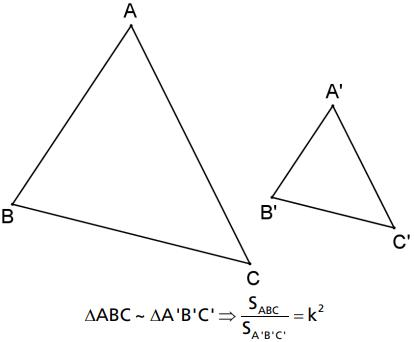 A
A'
B
B'
C'
C
ΔABC ~ ΔA'B'C' ⇒ S_ABC / S_A'B'C' = k²